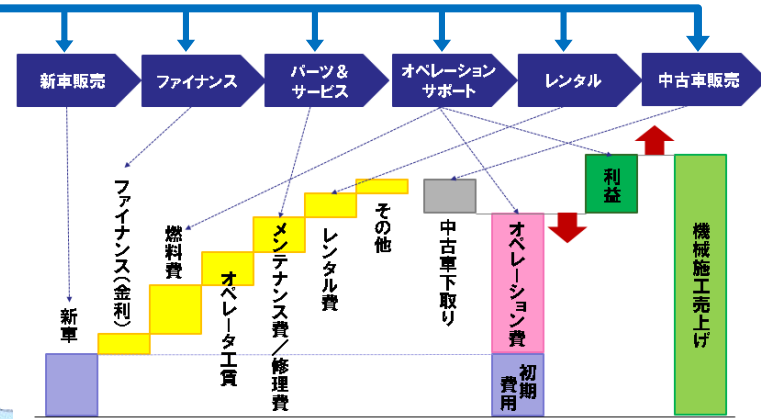 新車販売
ファイナンス
パーツ&
サービス
オペレーション
サポート
レンタル
中古車販売
新車
ファイナンス(金利)
燃料費
オペレータ工賃
メンテナンス費/修理費
レンタル費
その他
中古車下取り
オペレーション費
初期
費用
利益
機械施工売上げ